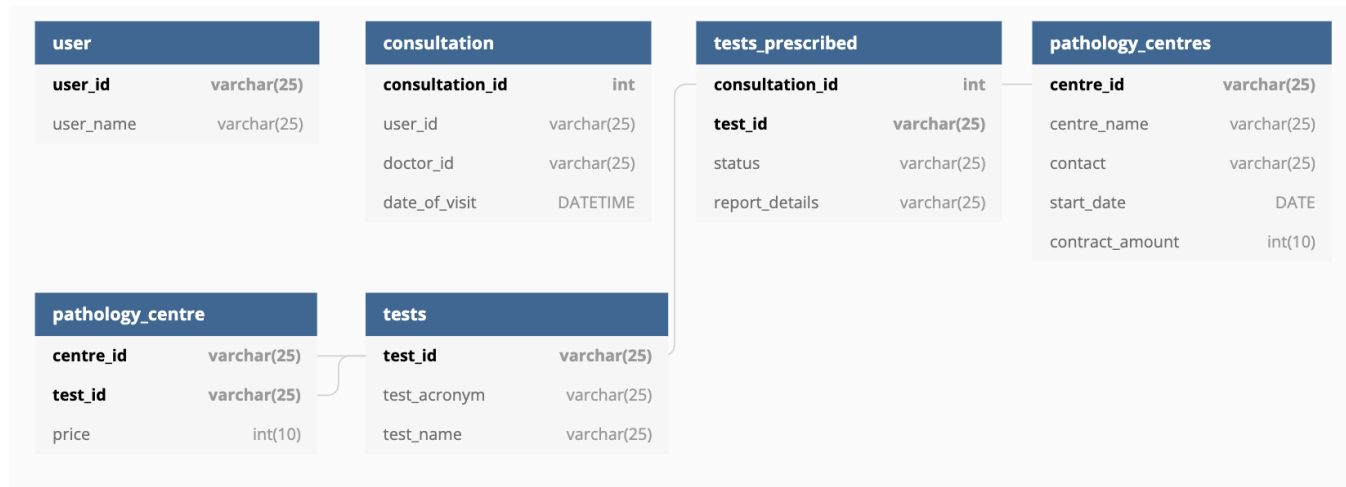 user
user_id varchar(25)
user_name varchar(25)
consultation
consultation_id int
user_id varchar(25)
doctor_id varchar(25)
date_of_visit DATETIME
tests_prescribed
consultation_id int
test_id varchar(25)
status varchar(25)
report_details varchar(25)
pathology_centres
centre_id varchar(25)
centre_name varchar(25)
contact varchar(25)
start_date DATE
contract_amount int(10)
pathology_centre
centre_id varchar(25)
test_id varchar(25)
price int(10)
tests
test_id varchar(25)
test_acronym varchar(25)
test_name varchar(25)